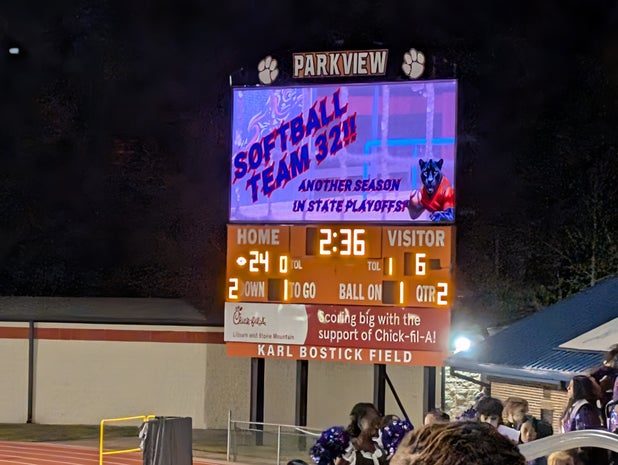 PARKVIEW
SOFTBALL
TEAM 32!!
ANOTHER SEASON
IN STATE PLAYOFFS!
HOME 2:36 VISITOR
24 0 TOL TOL 1 6
2 DOWN 1 TO GO BALL ON 1 QTR 2
Chick-fil-A Scoring big with the
Lilburn and Stone Mountain support of Chick-fil-A!
KARL BOSTICK FIELD